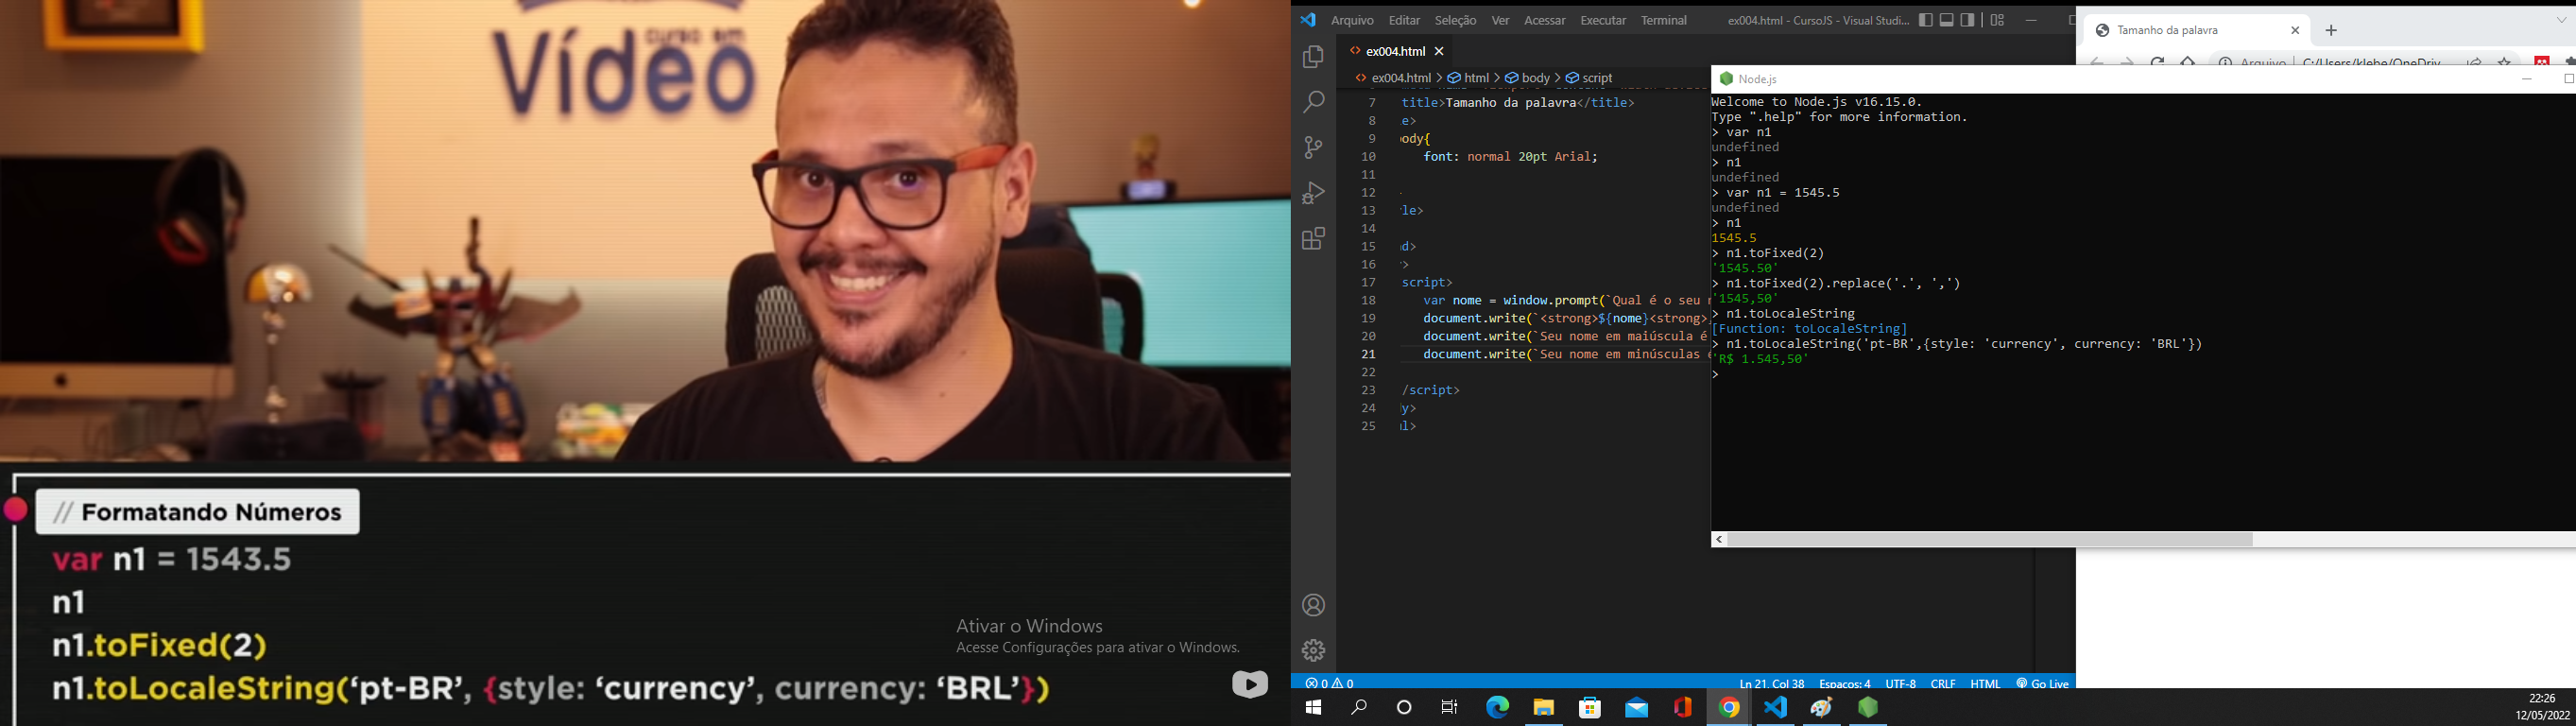 curso em
Vídeo
// Formatando Números
var n1 = 1543.5
n1
n1.toFixed(2)
n1.toLocaleString(‘pt-BR’, {style: ‘currency’, currency: ‘BRL’})
Ativar o Windows
Acesse Configurações para ativar o Windows.
Arquivo Editar Seleção Ver Acessar Executar Terminal ex004.html - CursoJS - Visual Studi...
ex004.html
ex004.html > html > body > script
7 title>Tamanho da palavra</title>
8 e>
9 ody{
10 font: normal 20pt Arial;
11
12
13 le>
14
15 d>
16 >
17 script>
18 var nome = window.prompt(`Qual é o seu
19 document.write(`<strong>${nome}<strong>
20 document.write(`Seu nome em maiúscula é
21 document.write(`Seu nome em minúsculas
22
23 /script>
24 y>
25 l>
0 0 Ln 21, Col 38 Espaços: 4 UTF-8 CRLF HTML Go Live
Tamanho da palavra
Arquivo C:/Users/klebe/OneDriv...
Node.js
Welcome to Node.js v16.15.0.
Type ".help" for more information.
> var n1
undefined
> n1
undefined
> var n1 = 1545.5
undefined
> n1
1545.5
> n1.toFixed(2)
'1545.50'
> n1.toFixed(2).replace('.', ',')
'1545,50'
> n1.toLocaleString
[Function: toLocaleString]
> n1.toLocaleString('pt-BR',{style: 'currency', currency: 'BRL'})
'R$ 1.545,50'
>
22:26
12/05/2022